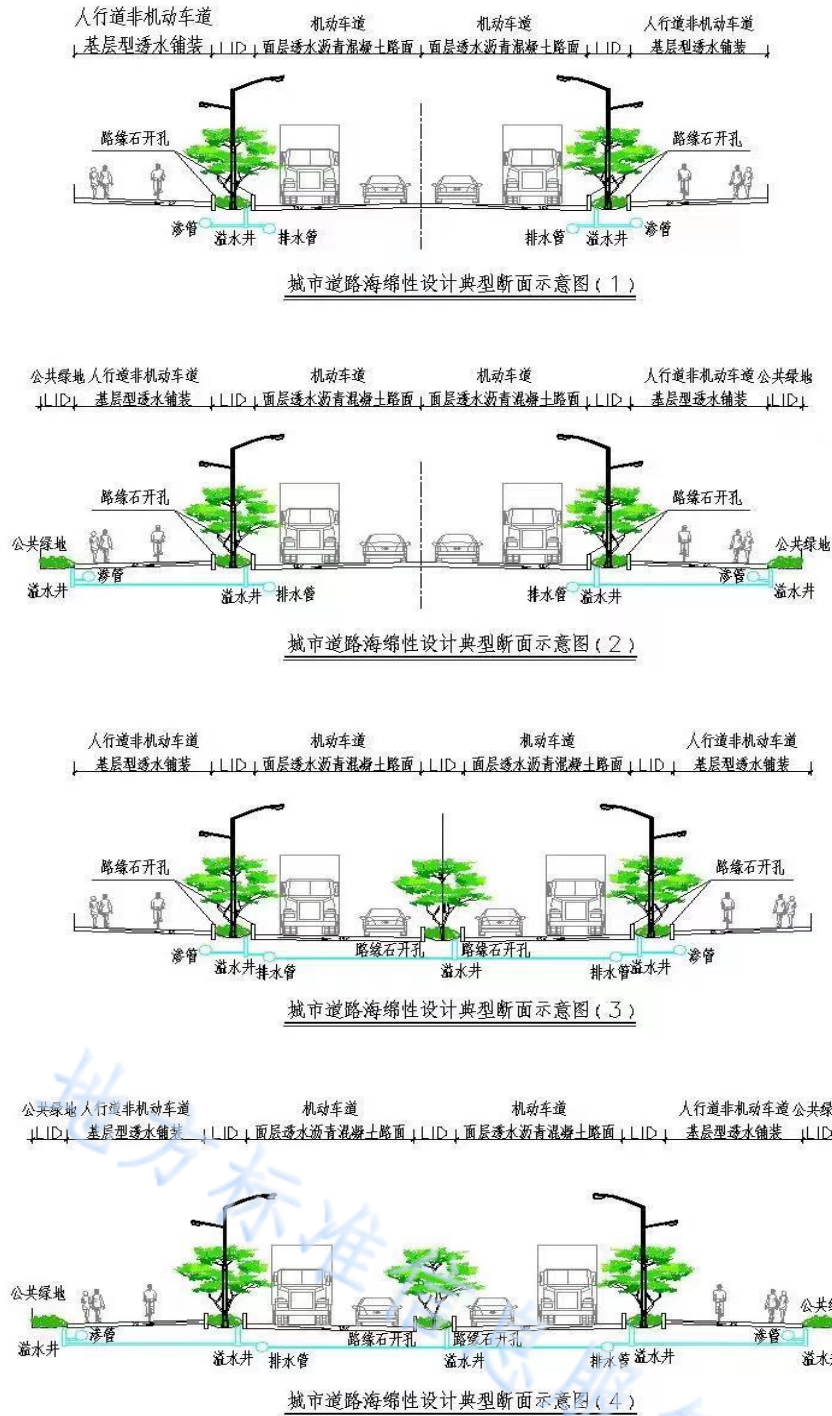 人行道非机动车道 机动车道 机动车道 人行道非机动车道
基层型透水铺装 LID 面层透水沥青混凝土路面 面层透水沥青混凝土路面 LID 基层型透水铺装
路缘石开孔 路缘石开孔
渗管 溢水井 排水管 排水管 溢水井 渗管
城市道路海绵性设计典型断面示意图(1)
公共绿地 人行道非机动车道 机动车道 机动车道 人行道非机动车道 公共绿地
LID 基层型透水铺装 LID 面层透水沥青混凝土路面 面层透水沥青混凝土路面 LID 基层型透水铺装 LID
路缘石开孔 路缘石开孔
公共绿地 公共绿地
渗管 渗管
溢水井 溢水井 排水管 排水管 溢水井 溢水井
城市道路海绵性设计典型断面示意图(2)
人行道非机动车道 机动车道 机动车道 人行道非机动车道
基层型透水铺装 LID 面层透水沥青混凝土路面 LID 面层透水沥青混凝土路面 LID 基层型透水铺装
路缘石开孔 路缘石开孔
路缘石开孔 路缘石开孔
渗管 溢水井 排水管 溢水井 排水管 溢水井 渗管
城市道路海绵性设计典型断面示意图(3)
公共绿地 人行道非机动车道 机动车道 机动车道 人行道非机动车道 公共绿
LID 基层型透水铺装 LID 面层透水沥青混凝土路面 LID 面层透水沥青混凝土路面 LID 基层型透水铺装 LID
公共绿地 公共绿
渗管 路缘石开孔 路缘石开孔 渗管
溢水井 溢水井 排水管 溢水井 排水管 溢水井 溢水
城市道路海绵性设计典型断面示意图(4)
地方标准信息服